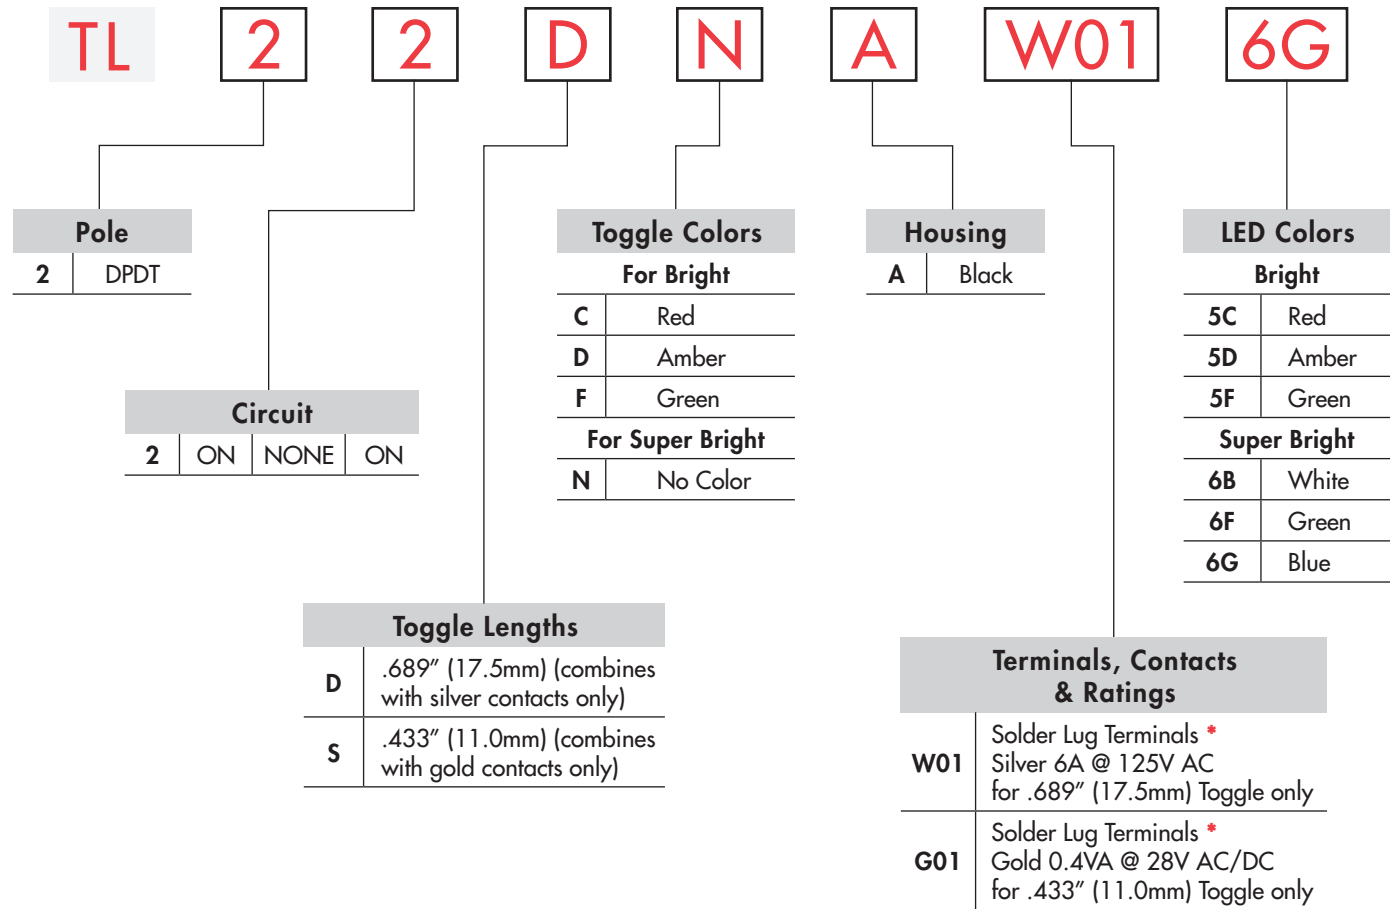 TL 2 2 D N A W01 6G
Pole
2 DPDT
Circuit
2 ON NONE ON
Toggle Lengths
D .689" (17.5mm) (combines
with silver contacts only)
S .433" (11.0mm) (combines
with gold contacts only)
Toggle Colors
For Bright
C Red
D Amber
F Green
For Super Bright
N No Color
Housing
A Black
Terminals, Contacts
& Ratings
W01 Solder Lug Terminals *
Silver 6A @ 125V AC
for .689" (17.5mm) Toggle only
G01 Solder Lug Terminals *
Gold 0.4VA @ 28V AC/DC
for .433" (11.0mm) Toggle only
LED Colors
Bright
5C Red
5D Amber
5F Green
Super Bright
6B White
6F Green
6G Blue